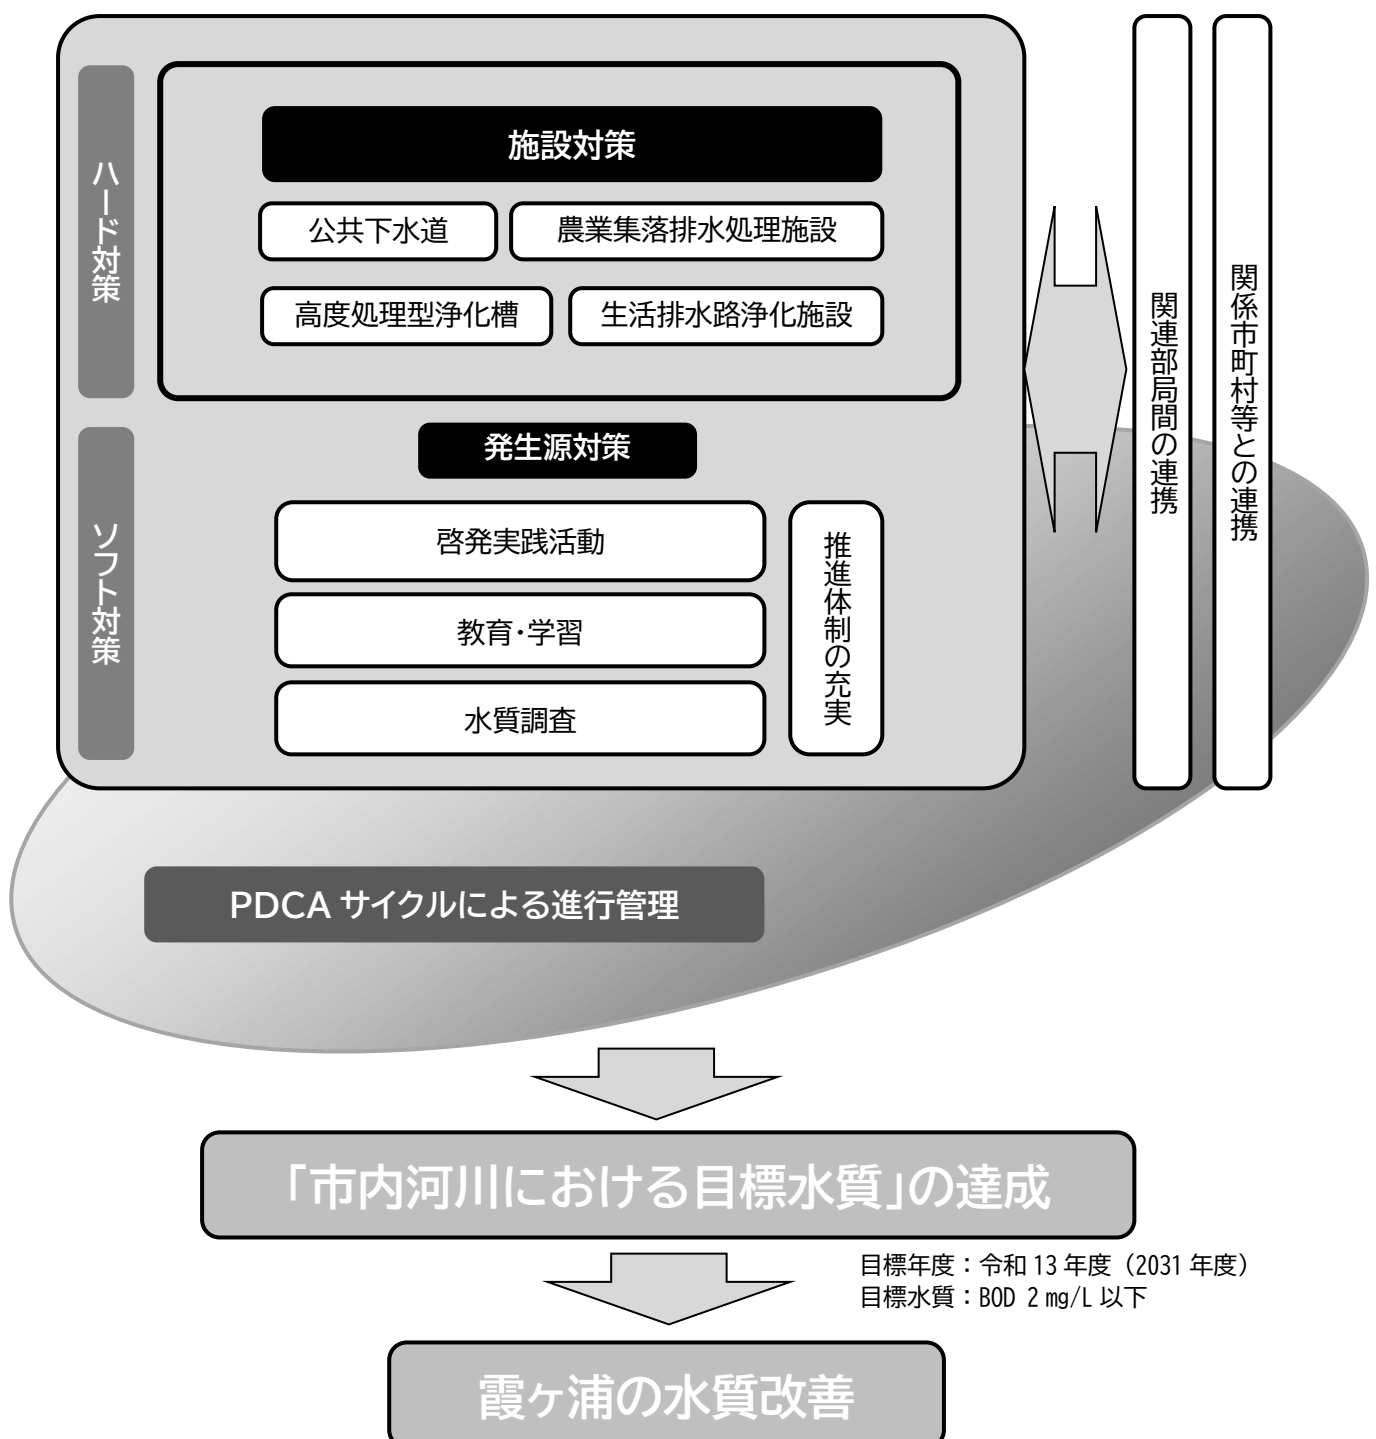 ハード対策
施設対策
公共下水道
農業集落排水処理施設
高度処理型浄化槽
生活排水路浄化施設
ソフト対策
発生源対策
啓発実践活動
教育・学習
水質調査
推進体制の充実
関連部局間の連携
関係市町村等との連携
PDCA サイクルによる進行管理
「市内河川における目標水質」の達成
目標年度：令和 13 年度（2031 年度）
目標水質：BOD 2 mg/L 以下
霞ヶ浦の水質改善